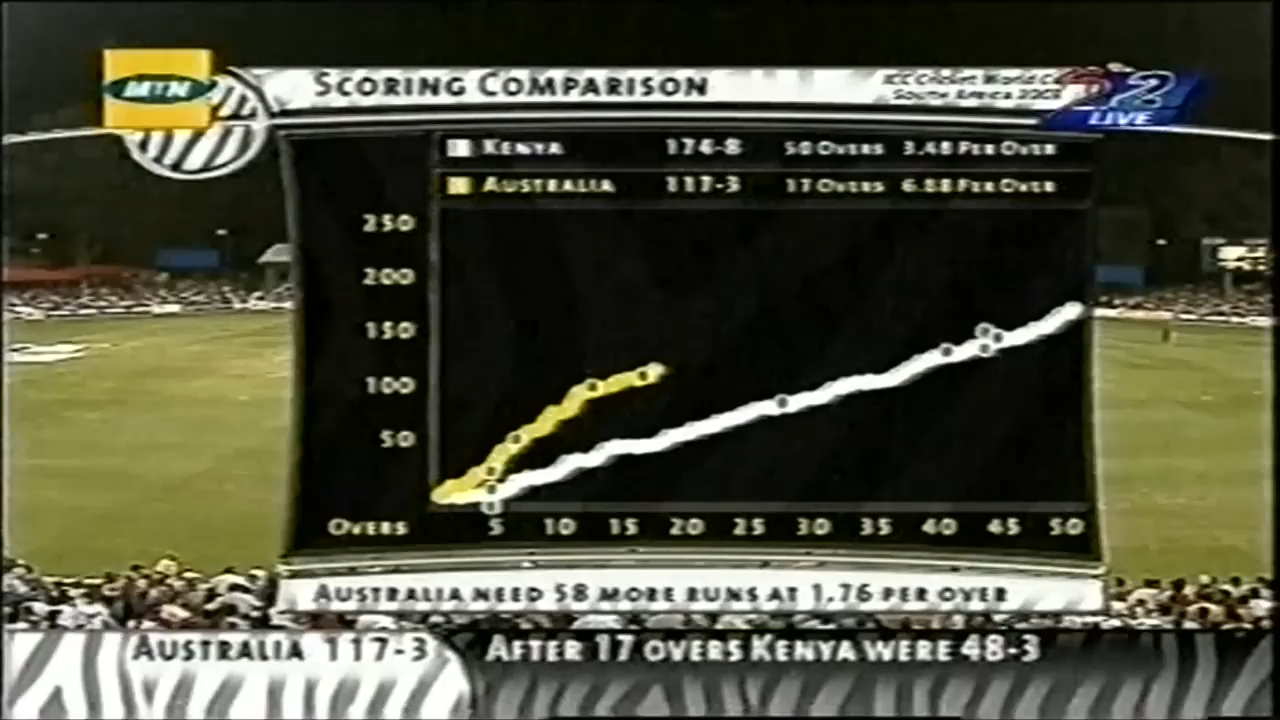 MTN
SCORING COMPARISON
ICC Cricket World Cu
SOUTH AFRICA 2003
2
LIVE
KENYA 174-8 50 OVERS 3.48 PER OVER
AUSTRALIA 117-3 17 OVERS 6.88 PER OVER
250
200
150
100
50
OVERS 5 10 15 20 25 30 35 40 45 50
AUSTRALIA NEED 58 MORE RUNS AT 1.76 PER OVER
AUSTRALIA 117-3 AFTER 17 OVERS KENYA WERE 48-3